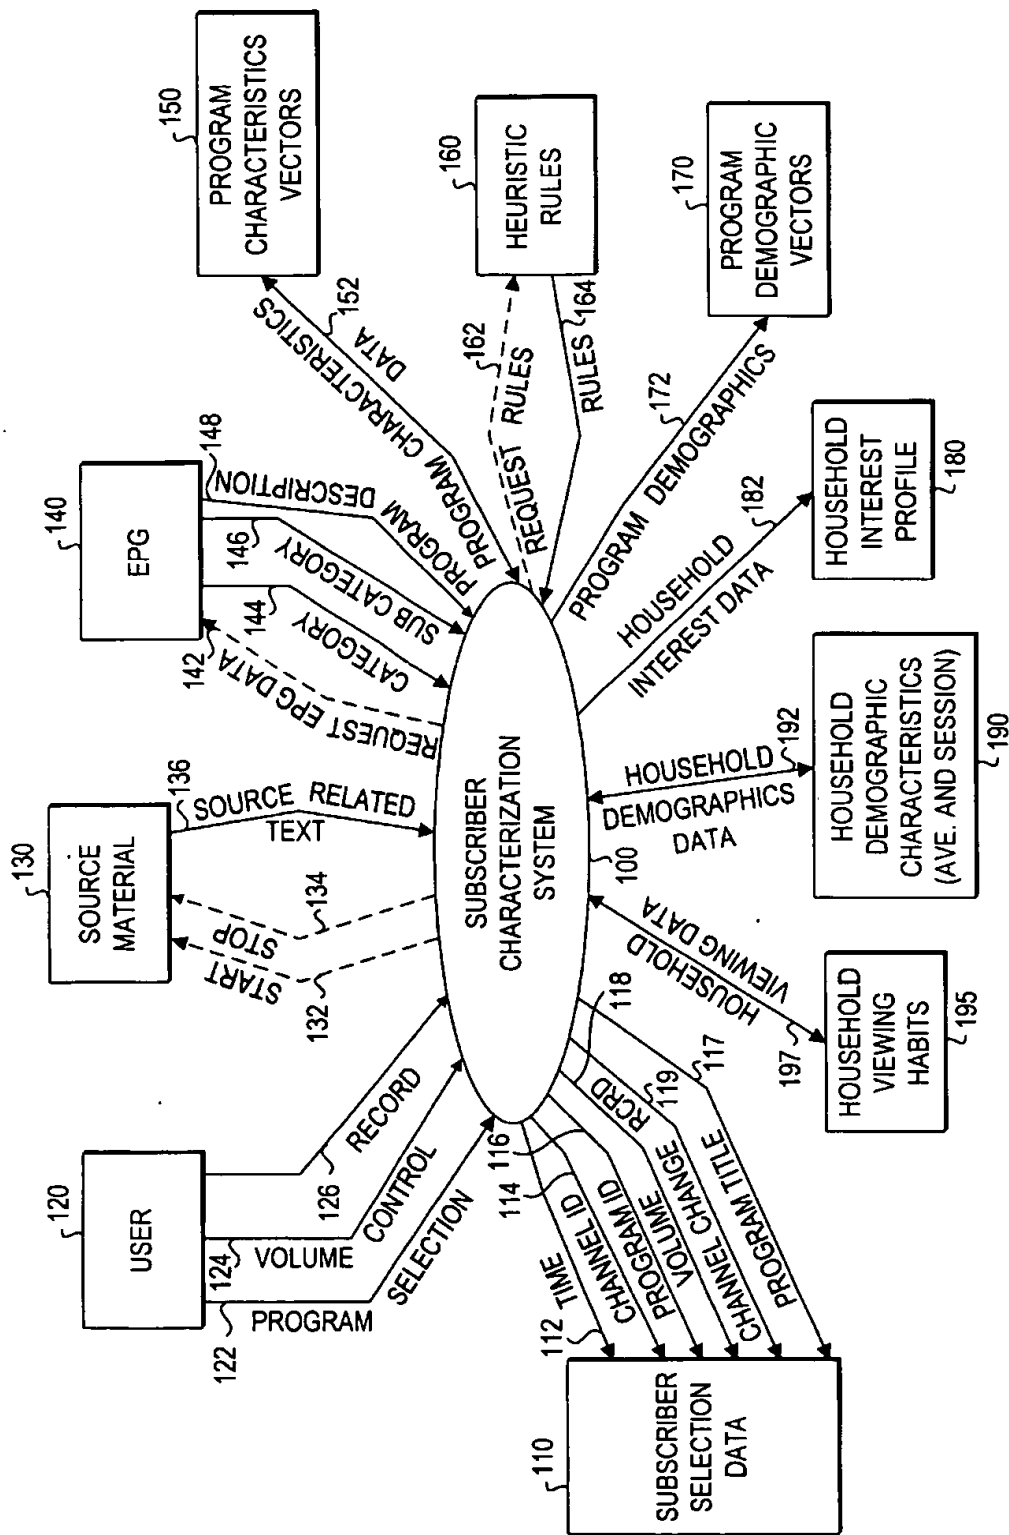 120
USER
122
PROGRAM
SELECTION
124
VOLUME
CONTROL
126
RECORD
130
SOURCE
MATERIAL
START
132
STOP
134
136
SOURCE RELATED
TEXT
140
EPG
142
REQUEST EPG DATA
144
CATEGORY
146
SUB CATEGORY
148
PROGRAM DESCRIPTION
150
PROGRAM
CHARACTERISTICS
VECTORS
152
PROGRAM CHARACTERISTICS
DATA
160
HEURISTIC
RULES
162
REQUEST RULES
RULES
164
170
PROGRAM
DEMOGRAPHIC
VECTORS
172
PROGRAM DEMOGRAPHICS
SUBSCRIBER
CHARACTERIZATION
SYSTEM
100
110
SUBSCRIBER
SELECTION
DATA
112
TIME
114
CHANNEL ID
116
PROGRAM ID
VOLUME
118
RCRD
119
CHANNEL CHANGE
117
PROGRAM TITLE
HOUSEHOLD
VIEWING DATA
197
HOUSEHOLD
VIEWING
HABITS
195
HOUSEHOLD
DEMOGRAPHICS
DATA
192
HOUSEHOLD
DEMOGRAPHIC
CHARACTERISTICS
(AVE. AND SESSION)
190
HOUSEHOLD
INTEREST DATA
182
HOUSEHOLD
INTEREST
PROFILE
180